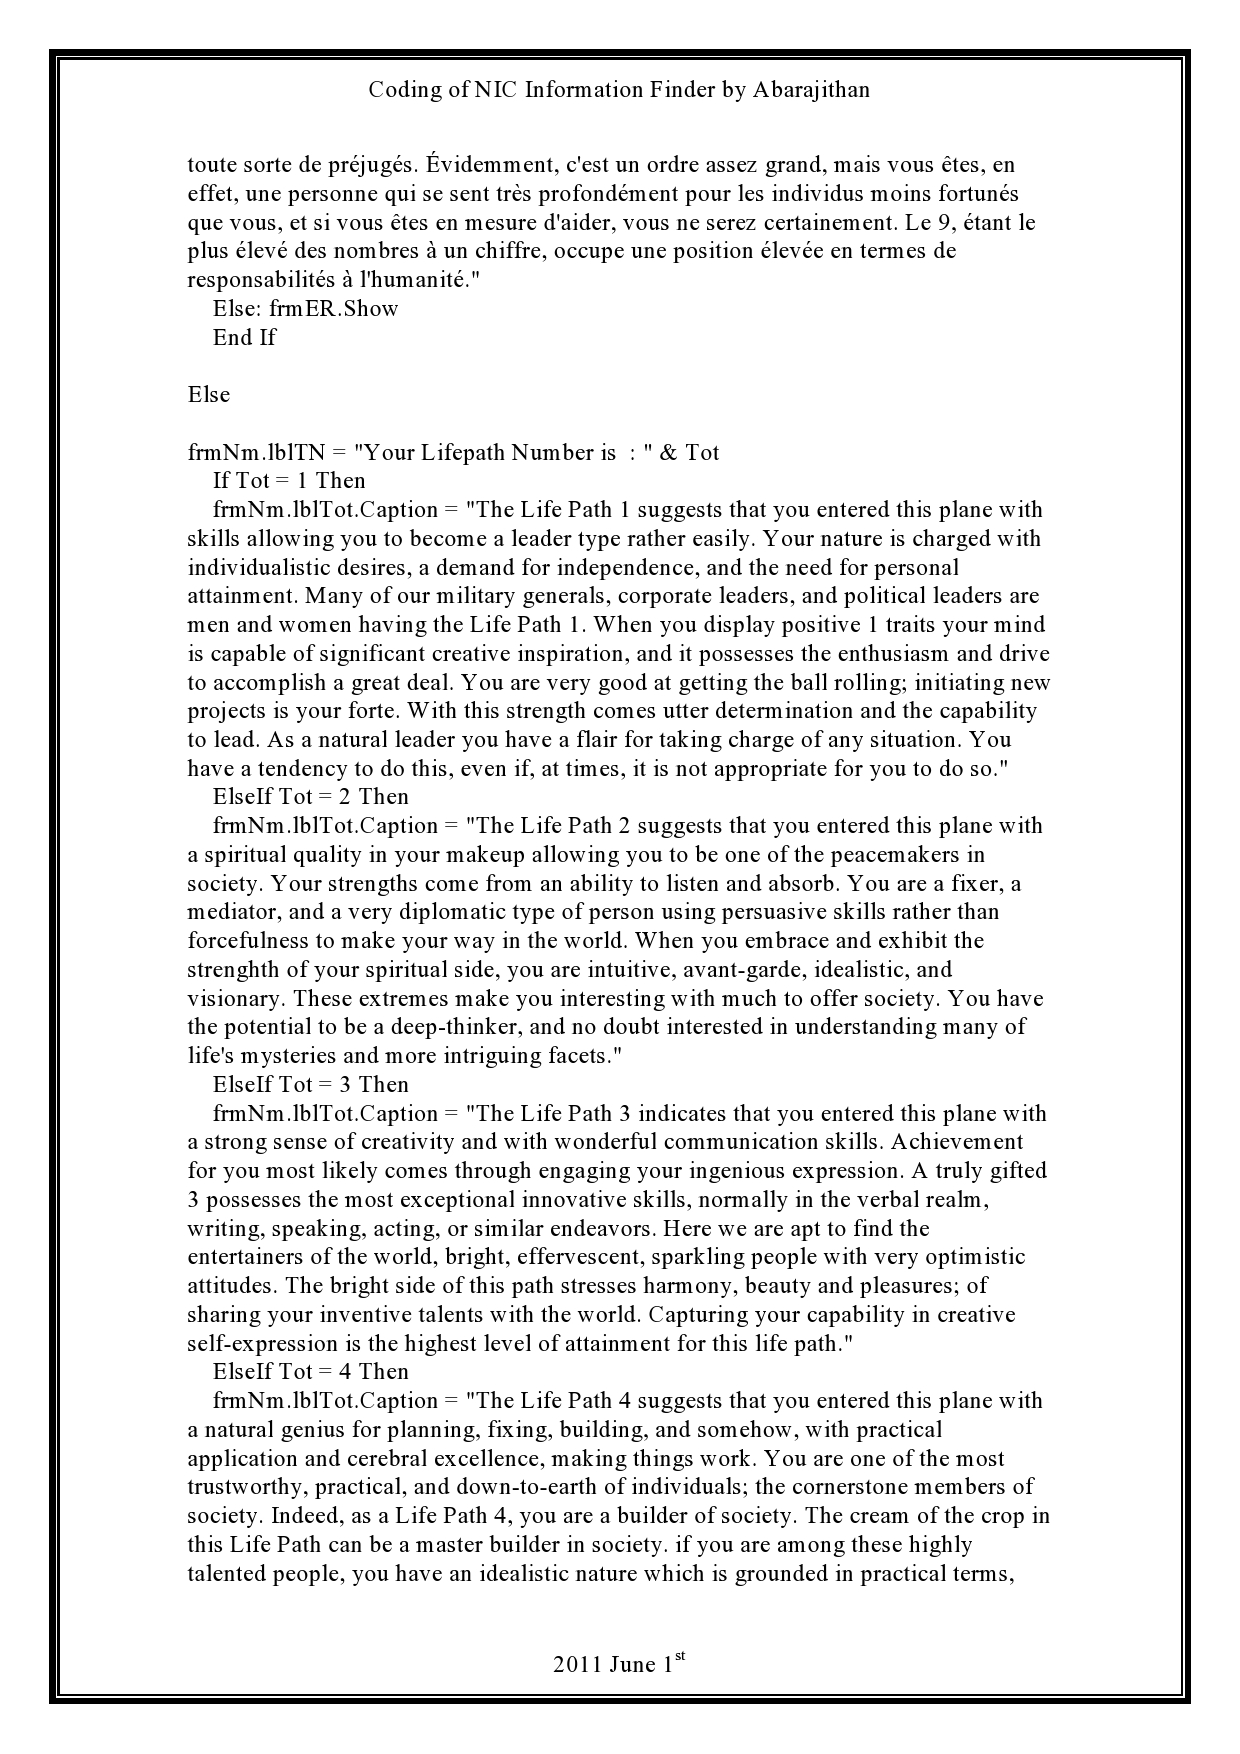 Coding of NIC Information Finder by Abarajithan
toute sorte de préjugés. Évidemment, c'est un ordre assez grand, mais vous êtes, en
effet, une personne qui se sent très profondément pour les individus moins fortunés
que vous, et si vous êtes en mesure d'aider, vous ne serez certainement. Le 9, étant le
plus élevé des nombres à un chiffre, occupe une position élevée en termes de
responsabilités à l'humanité."
Else: frmER.Show
End If
Else
frmNm.lblTN = "Your Lifepath Number is  : " & Tot
If Tot = 1 Then
frmNm.lblTot.Caption = "The Life Path 1 suggests that you entered this plane with
skills allowing you to become a leader type rather easily. Your nature is charged with
individualistic desires, a demand for independence, and the need for personal
attainment. Many of our military generals, corporate leaders, and political leaders are
men and women having the Life Path 1. When you display positive 1 traits your mind
is capable of significant creative inspiration, and it possesses the enthusiasm and drive
to accomplish a great deal. You are very good at getting the ball rolling; initiating new
projects is your forte. With this strength comes utter determination and the capability
to lead. As a natural leader you have a flair for taking charge of any situation. You
have a tendency to do this, even if, at times, it is not appropriate for you to do so."
ElseIf Tot = 2 Then
frmNm.lblTot.Caption = "The Life Path 2 suggests that you entered this plane with
a spiritual quality in your makeup allowing you to be one of the peacemakers in
society. Your strengths come from an ability to listen and absorb. You are a fixer, a
mediator, and a very diplomatic type of person using persuasive skills rather than
forcefulness to make your way in the world. When you embrace and exhibit the
strenghth of your spiritual side, you are intuitive, avant-garde, idealistic, and
visionary. These extremes make you interesting with much to offer society. You have
the potential to be a deep-thinker, and no doubt interested in understanding many of
life's mysteries and more intriguing facets."
ElseIf Tot = 3 Then
frmNm.lblTot.Caption = "The Life Path 3 indicates that you entered this plane with
a strong sense of creativity and with wonderful communication skills. Achievement
for you most likely comes through engaging your ingenious expression. A truly gifted
3 possesses the most exceptional innovative skills, normally in the verbal realm,
writing, speaking, acting, or similar endeavors. Here we are apt to find the
entertainers of the world, bright, effervescent, sparkling people with very optimistic
attitudes. The bright side of this path stresses harmony, beauty and pleasures; of
sharing your inventive talents with the world. Capturing your capability in creative
self-expression is the highest level of attainment for this life path."
ElseIf Tot = 4 Then
frmNm.lblTot.Caption = "The Life Path 4 suggests that you entered this plane with
a natural genius for planning, fixing, building, and somehow, with practical
application and cerebral excellence, making things work. You are one of the most
trustworthy, practical, and down-to-earth of individuals; the cornerstone members of
society. Indeed, as a Life Path 4, you are a builder of society. The cream of the crop in
this Life Path can be a master builder in society. if you are among these highly
talented people, you have an idealistic nature which is grounded in practical terms,
2011 June 1st